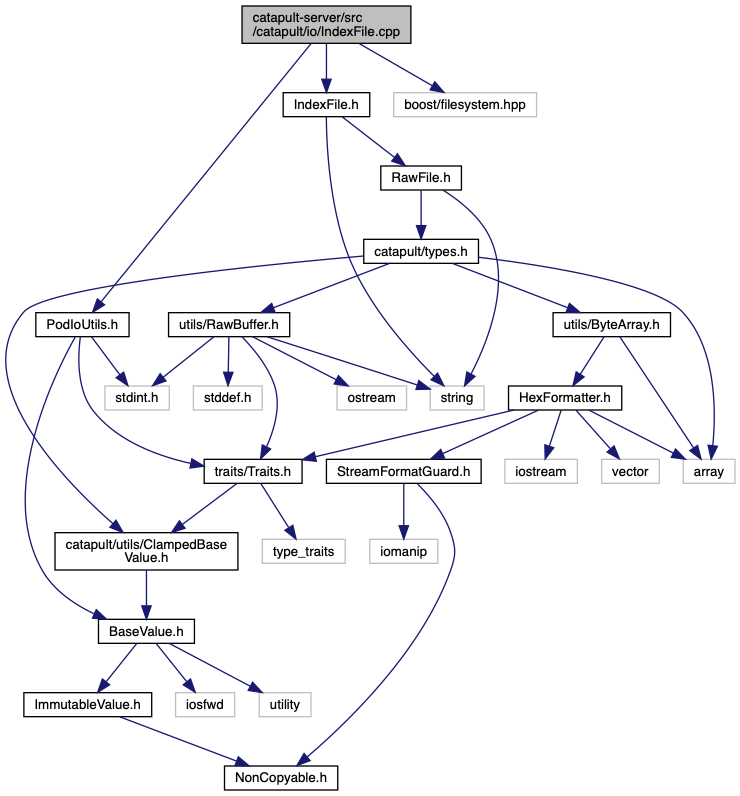 catapult-server/src
/catapult/io/IndexFile.cpp
IndexFile.h
boost/filesystem.hpp
RawFile.h
catapult/types.h
PodIoUtils.h
utils/RawBuffer.h
utils/ByteArray.h
stdint.h
stddef.h
ostream
string
HexFormatter.h
traits/Traits.h
StreamFormatGuard.h
iostream
vector
array
catapult/utils/ClampedBase
Value.h
type_traits
iomanip
BaseValue.h
ImmutableValue.h
iosfwd
utility
NonCopyable.h